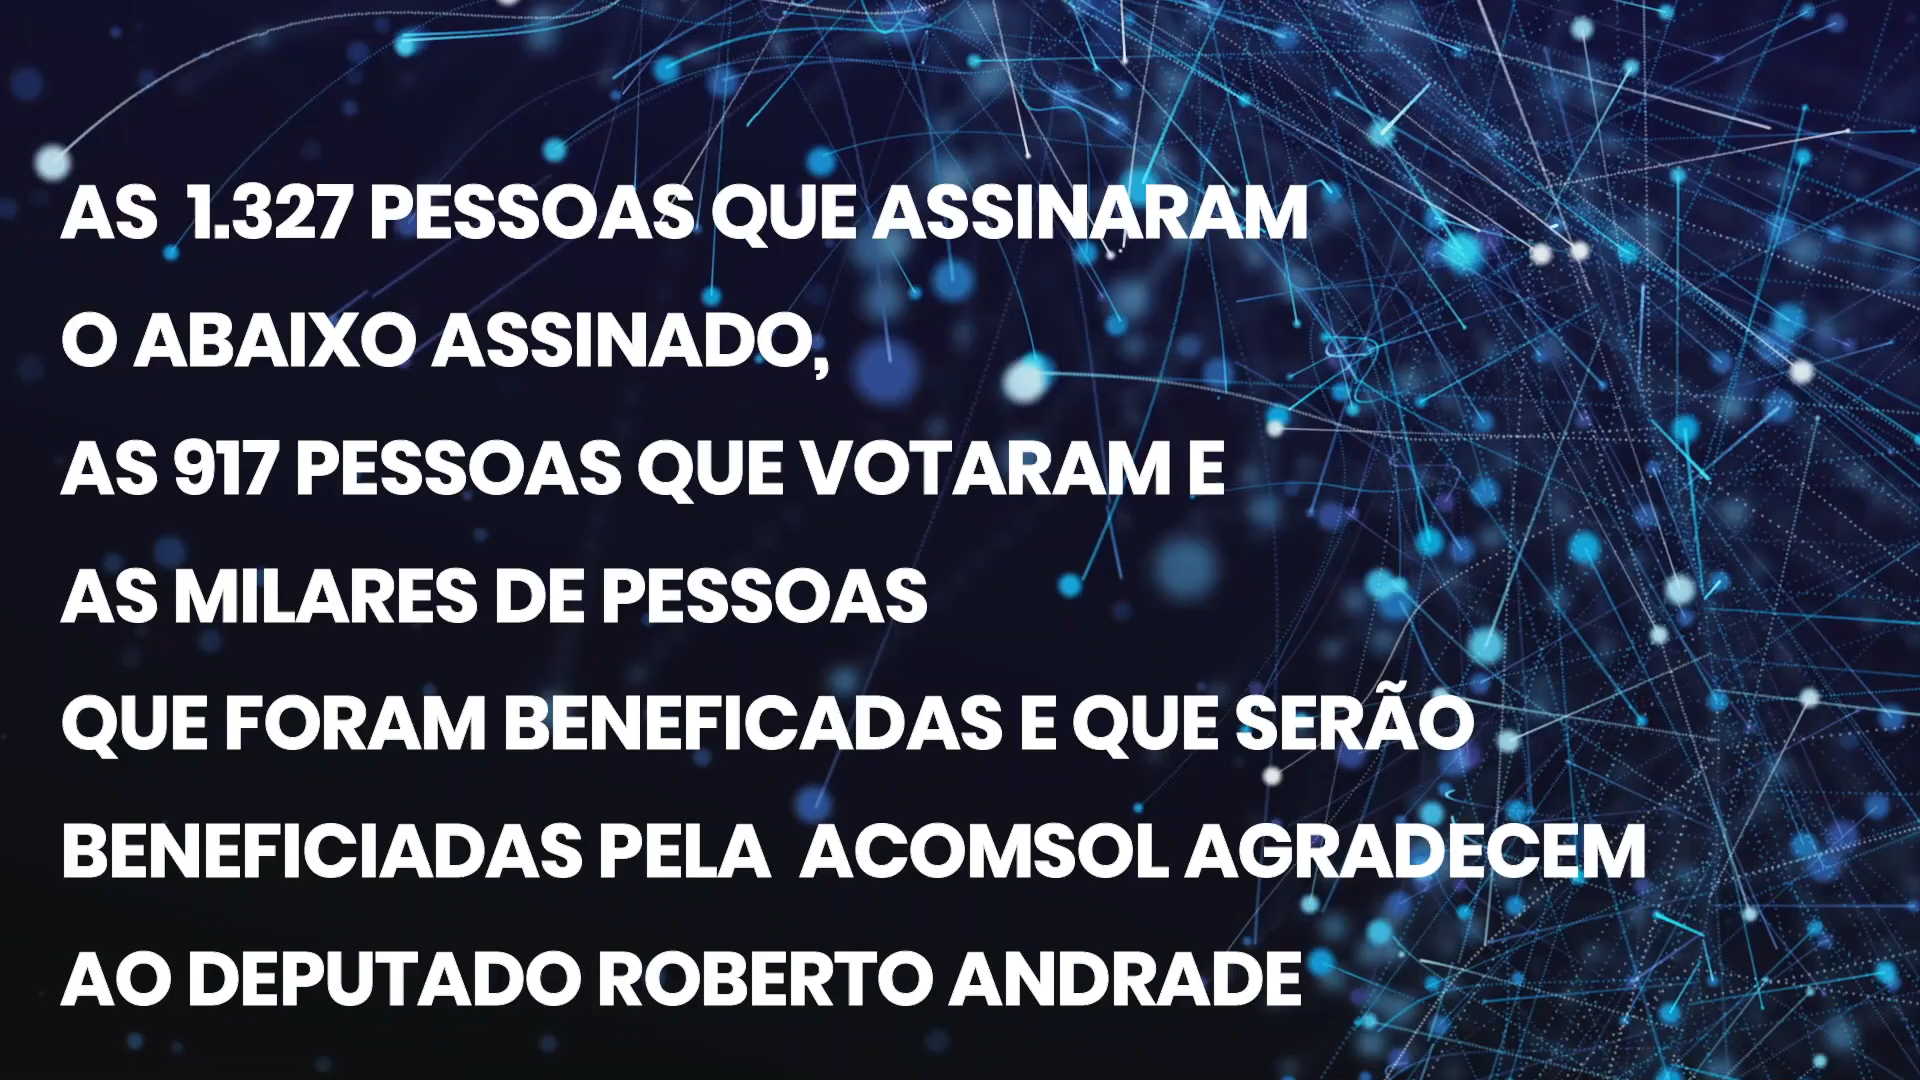 AS  1.327 PESSOAS QUE ASSINARAM
O ABAIXO ASSINADO,
AS 917 PESSOAS QUE VOTARAM E
AS MILARES DE PESSOAS
QUE FORAM BENEFICADAS E QUE SERÃO
BENEFICIADAS PELA  ACOMSOL AGRADECEM
AO DEPUTADO ROBERTO ANDRADE